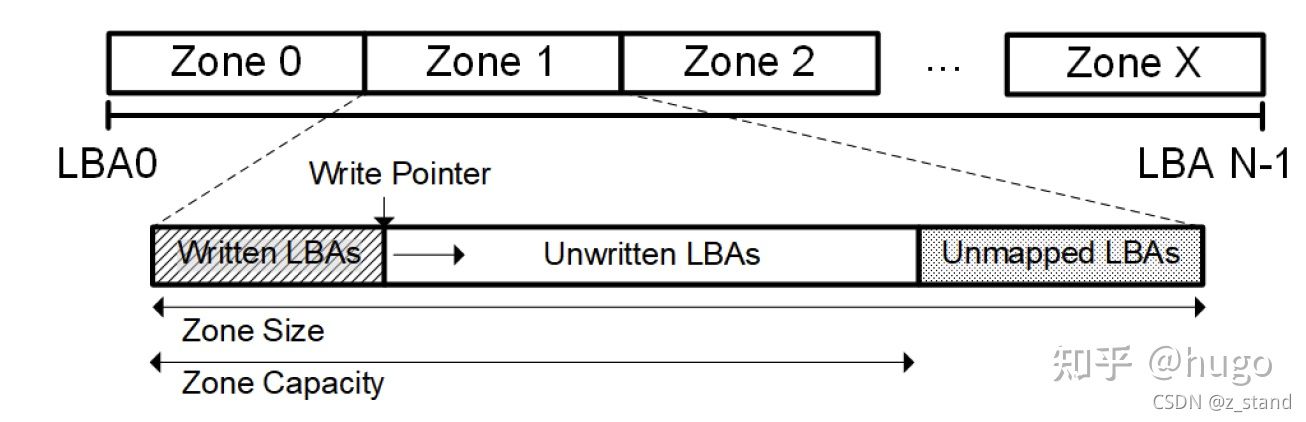 Zone 0 Zone 1 Zone 2 ... Zone X
LBA0 LBA N-1
Write Pointer
Written LBAs Unwritten LBAs Unmapped LBAs
Zone Size
Zone Capacity
知乎 @hugo
CSDN @z_stand